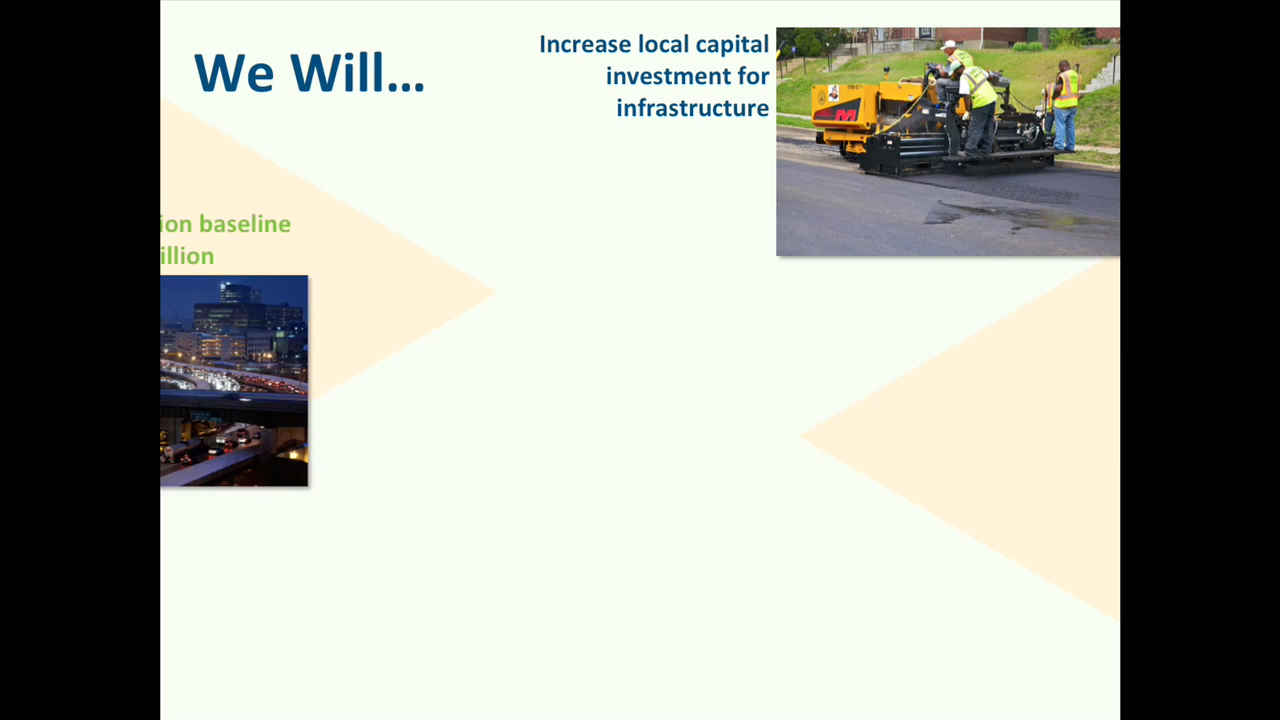 We Will...
Increase local capital
investment for
infrastructure
ion baseline
illion